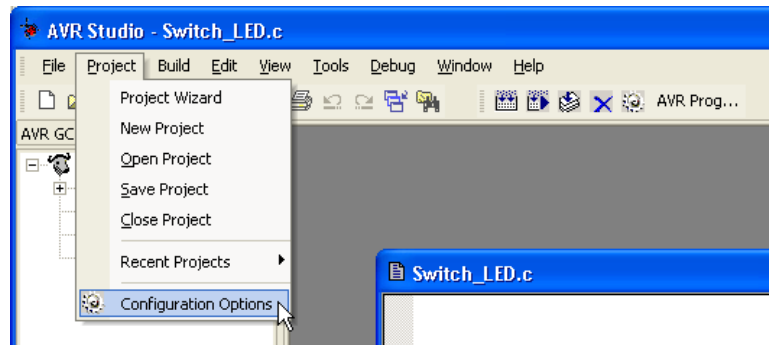 AVR Studio - Switch_LED.c
File Project Build Edit View Tools Debug Window Help
AVR Prog...
AVR GC
Project Wizard
New Project
Open Project
Save Project
Close Project
Recent Projects
Configuration Options
Switch_LED.c